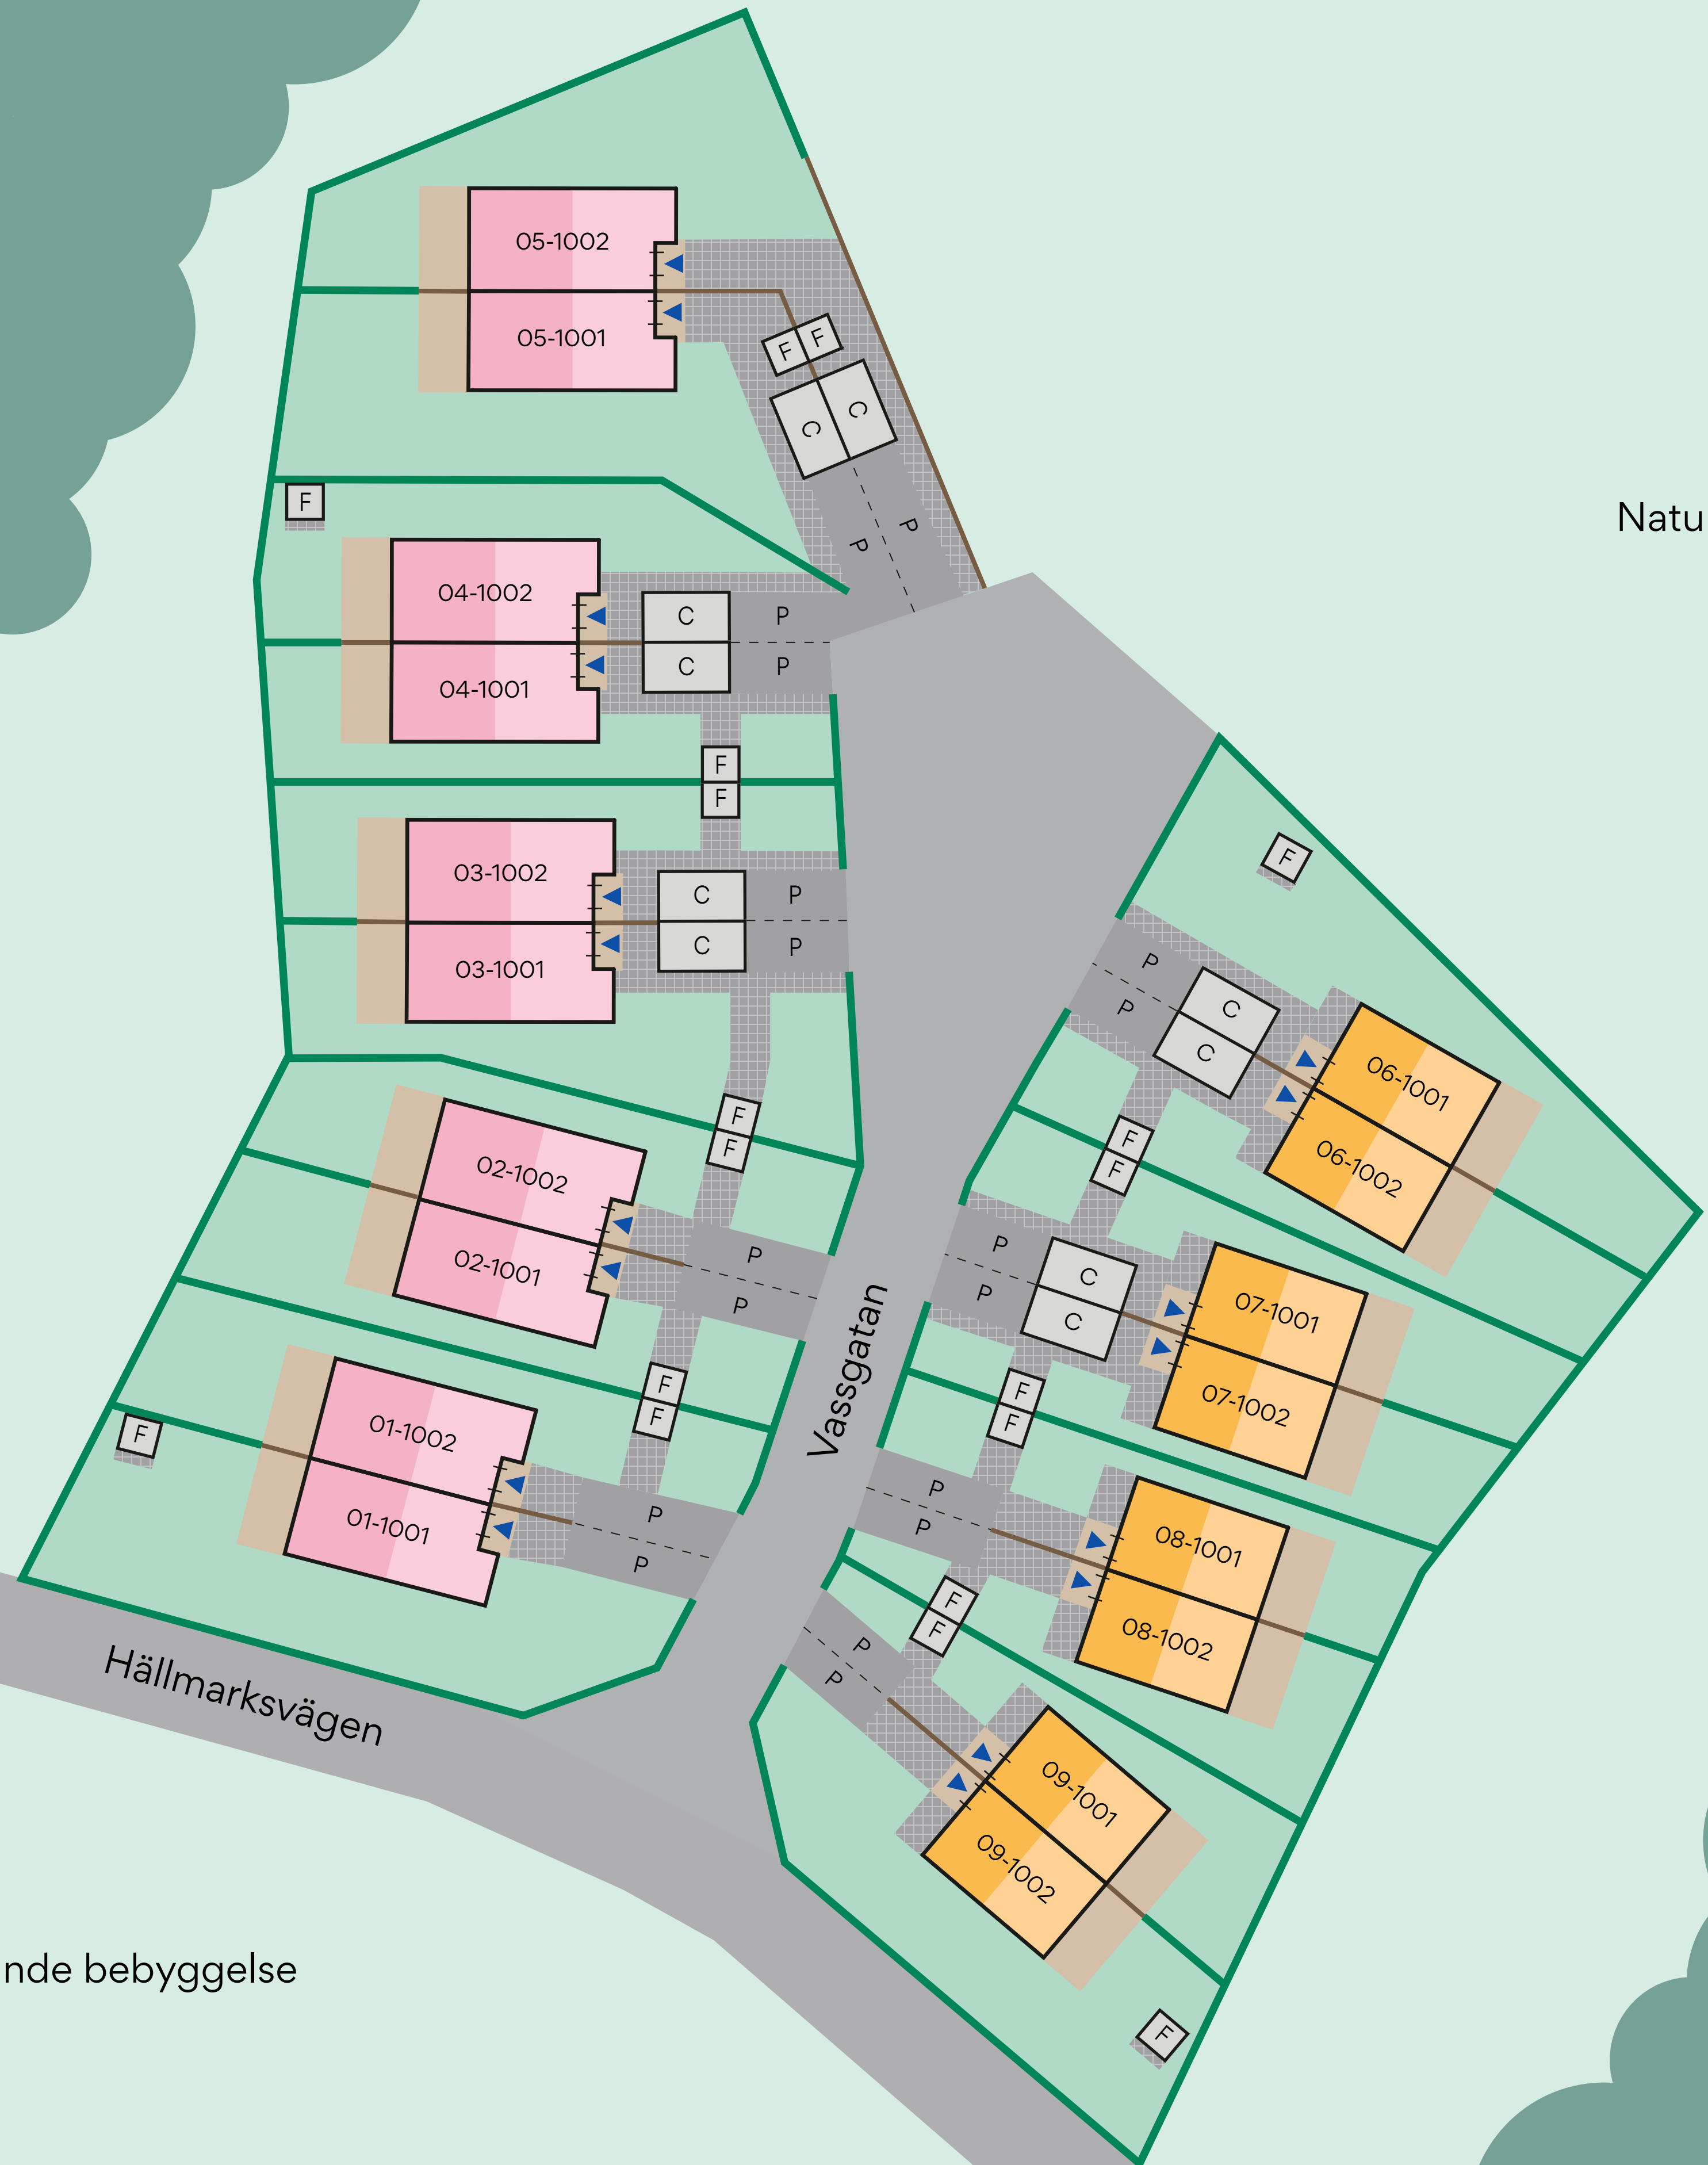 05-1002
05-1001
F
F
C
C
P
P
Natu
F
04-1002
C
P
04-1001
C
P
F
F
03-1002
C
P
03-1001
C
P
F
F
02-1002
P
02-1001
P
F
F
F
01-1002
P
01-1001
P
Hällmarksvägen
Vassgatan
F
P
C
06-1001
P
C
06-1002
F
F
P
C
07-1001
P
C
07-1002
F
F
P
08-1001
P
08-1002
F
F
P
P
09-1001
09-1002
F
nde bebyggelse